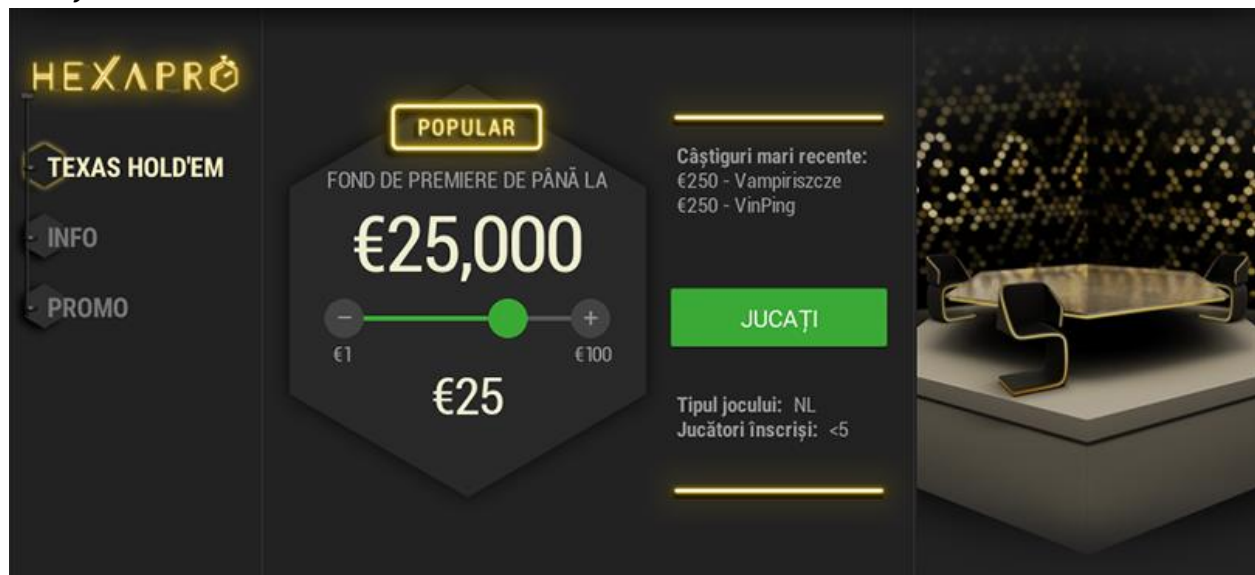 HEXAPRO
TEXAS HOLD'EM
INFO
PROMO
POPULAR
FOND DE PREMIERE DE PÂNĂ LA
€25,000
−
+
€1
€100
€25
Câștiguri mari recente:
€250 - Vampiriszcze
€250 - VinPing
JUCAȚI
Tipul jocului: NL
Jucători înscriși: <5